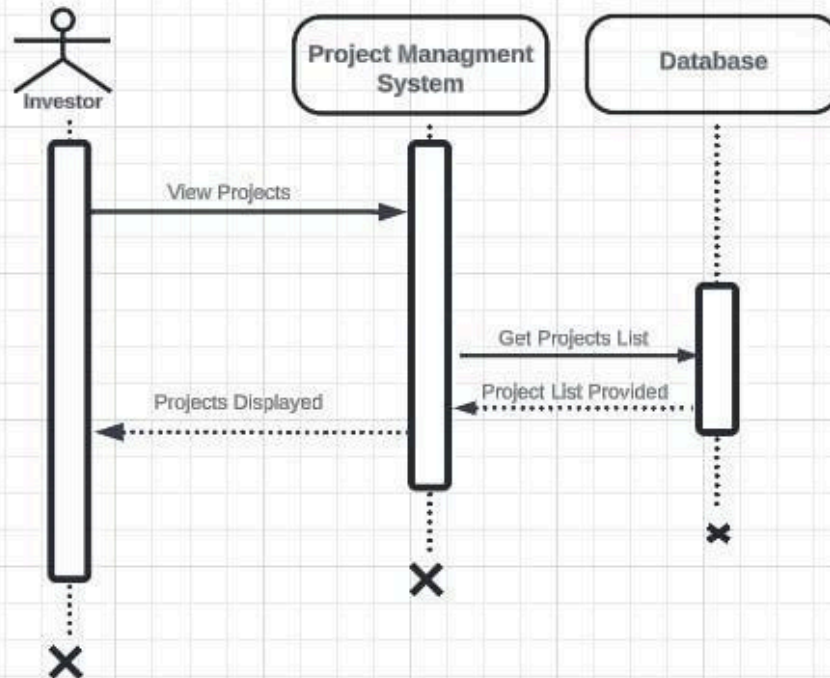 Investor
Project Managment
System
Database
View Projects
Get Projects List
Project List Provided
Projects Displayed